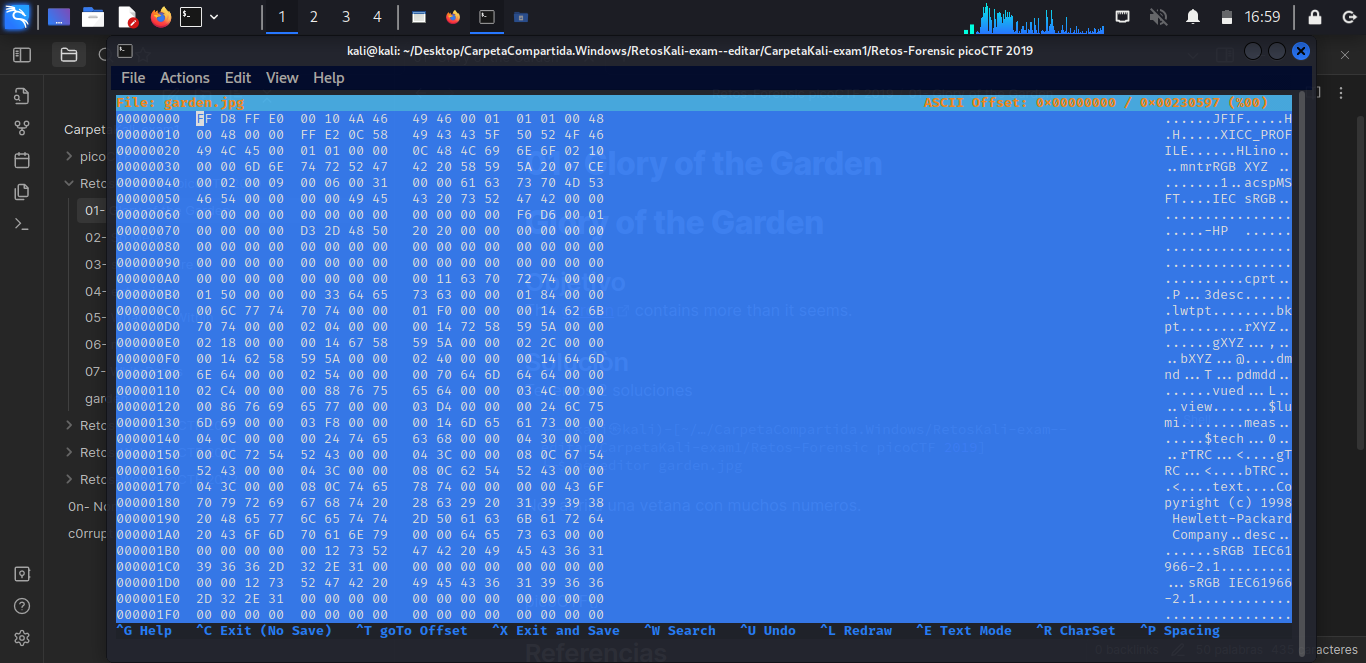 1 2 3 4
16:59
kali@kali: ~/Desktop/CarpetaCompartida.Windows/RetosKali-exam--editar/CarpetaKali-exam1/Retos-Forensic picoCTF 2019
File Actions Edit View Help
File: garden.jpg ASCII Offset: 0×00000000 / 0×00230597 (%00)
00000000 FF D8 FF E0 00 10 4A 46 49 46 00 01 01 01 00 48 ......JFIF.....H
00000010 00 48 00 00 FF E2 0C 58 49 43 43 5F 50 52 4F 46 .H.....XICC_PROF
00000020 49 4C 45 00 01 01 00 00 0C 48 4C 69 6E 6F 02 10 ILE......HLino..
00000030 00 00 6D 6E 74 72 52 47 42 20 58 59 5A 20 07 CE ..mntrRGB XYZ ..
00000040 00 02 00 09 00 06 00 31 00 00 61 63 73 70 4D 53 .......1..acspMS
00000050 46 54 00 00 00 00 49 45 43 20 73 52 47 42 00 00 FT....IEC sRGB..
00000060 00 00 00 00 00 00 00 00 00 00 00 00 F6 D6 00 01 ................
00000070 00 00 00 00 D3 2D 48 50 20 20 00 00 00 00 00 00 .....-HP  ......
00000080 00 00 00 00 00 00 00 00 00 00 00 00 00 00 00 00 ................
00000090 00 00 00 00 00 00 00 00 00 00 00 00 00 00 00 00 ................
000000A0 00 00 00 00 00 00 00 00 00 11 63 70 72 74 00 00 ..........cprt..
000000B0 01 50 00 00 00 33 64 65 73 63 00 00 01 84 00 00 .P...3desc......
000000C0 00 6C 77 74 70 74 00 00 01 F0 00 00 00 14 62 6B .lwtpt........bk
000000D0 70 74 00 00 02 04 00 00 00 14 72 58 59 5A 00 00 pt........rXYZ..
000000E0 02 18 00 00 00 14 67 58 59 5A 00 00 02 2C 00 00 ......gXYZ...,..
000000F0 00 14 62 58 59 5A 00 00 02 40 00 00 00 14 64 6D ..bXYZ...@....dm
00000100 6E 64 00 00 02 54 00 00 00 70 64 6D 64 64 00 00 nd...T...pdmdd..
00000110 02 C4 00 00 00 88 76 75 65 64 00 00 03 4C 00 00 ......vued...L..
00000120 00 86 76 69 65 77 00 00 03 D4 00 00 00 24 6C 75 ..view.......$lu
00000130 6D 69 00 00 03 F8 00 00 00 14 6D 65 61 73 00 00 mi........meas..
00000140 04 0C 00 00 00 24 74 65 63 68 00 00 04 30 00 00 .....$tech...0..
00000150 00 0C 72 54 52 43 00 00 04 3C 00 00 08 0C 67 54 ..rTRC...<....gT
00000160 52 43 00 00 04 3C 00 00 08 0C 62 54 52 43 00 00 RC...<....bTRC..
00000170 04 3C 00 00 08 0C 74 65 78 74 00 00 00 00 43 6F .<....text....Co
00000180 70 79 72 69 67 68 74 20 28 63 29 20 31 39 39 38 pyright (c) 1998
00000190 20 48 65 77 6C 65 74 74 2D 50 61 63 6B 61 72 64  Hewlett-Packard
000001A0 20 43 6F 6D 70 61 6E 79 00 00 64 65 73 63 00 00  Company..desc..
000001B0 00 00 00 00 00 12 73 52 47 42 20 49 45 43 36 31 ......sRGB IEC61
000001C0 39 36 36 2D 32 2E 31 00 00 00 00 00 00 00 00 00 966-2.1.........
000001D0 00 00 12 73 52 47 42 20 49 45 43 36 31 39 36 36 ...sRGB IEC61966
000001E0 2D 32 2E 31 00 00 00 00 00 00 00 00 00 00 00 00 -2.1............
000001F0 00 00 00 00 00 00 00 00 00 00 00 00 00 00 00 00 ................
^G Help ^C Exit (No Save) ^T goTo Offset ^X Exit and Save ^W Search ^U Undo ^L Redraw ^E Text Mode ^R CharSet ^P Spacing
Carpet
pico
Reto
01-
02-
03-
04-
05-
06-
07-
gar
Reto
Reto
Reto
0n- No
c0rrup
Glory of the Garden
of the Garden
contains more than it seems.
soluciones
garden.jpg
una vetana con muchos numeros.
Referencias
0 backlinks
acteres